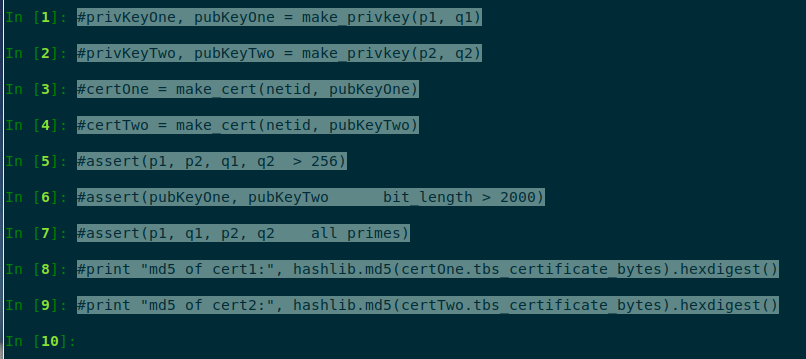 In [1]: #privKeyOne, pubKeyOne = make_privkey(p1, q1)
In [2]: #privKeyTwo, pubKeyTwo = make_privkey(p2, q2)
In [3]: #certOne = make_cert(netid, pubKeyOne)
In [4]: #certTwo = make_cert(netid, pubKeyTwo)
In [5]: #assert(p1, p2, q1, q2  > 256)
In [6]: #assert(pubKeyOne, pubKeyTwo      bit_length > 2000)
In [7]: #assert(p1, q1, p2, q2    all primes)
In [8]: #print "md5 of cert1:", hashlib.md5(certOne.tbs_certificate_bytes).hexdigest()
In [9]: #print "md5 of cert2:", hashlib.md5(certTwo.tbs_certificate_bytes).hexdigest()
In [10]: